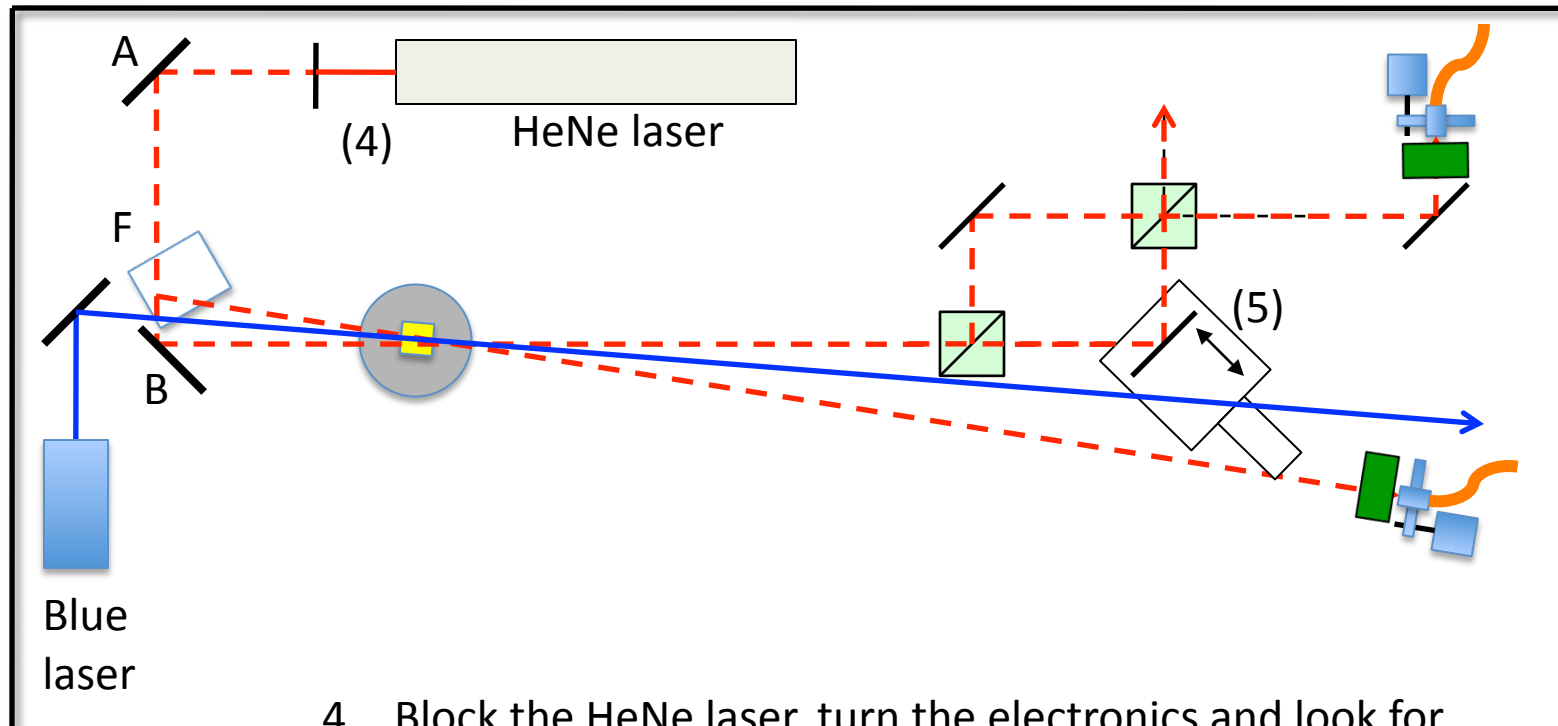 A
(4)
HeNe laser
F
(5)
B
Blue
laser
4. Block the HeNe laser, turn the electronics and look for